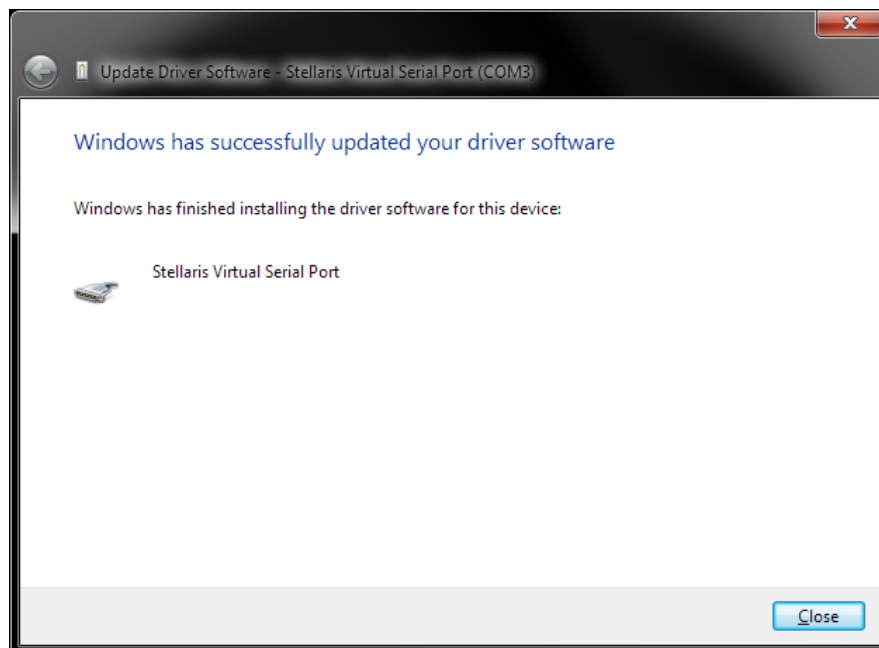 Update Driver Software - Stellaris Virtual Serial Port (COM3)
Windows has successfully updated your driver software
Windows has finished installing the driver software for this device:
Stellaris Virtual Serial Port
Close